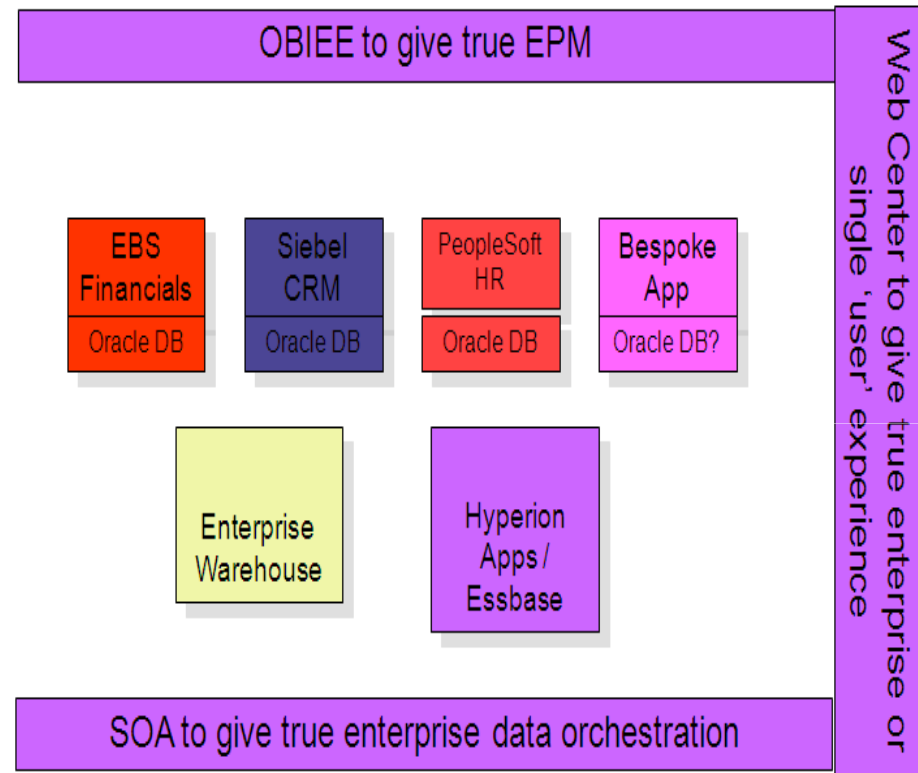 OBIEE to give true EPM
Web Center to give true enterprise or
single ‘user’ experience
EBS
Financials
Oracle DB
Siebel
CRM
Oracle DB
PeopleSoft
HR
Oracle DB
Bespoke
App
Oracle DB?
Enterprise
Warehouse
Hyperion
Apps /
Essbase
SOA to give true enterprise data orchestration